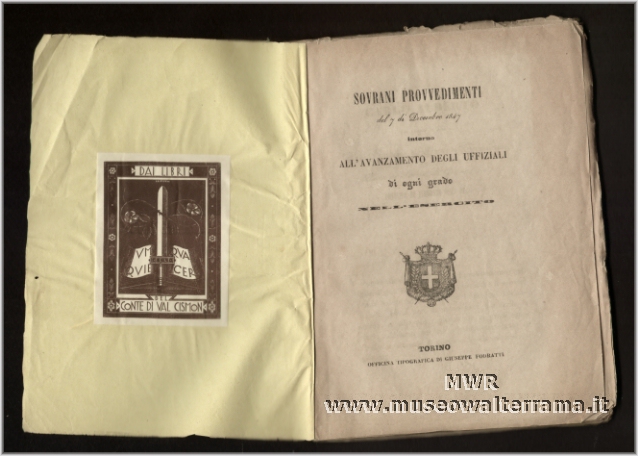 DAI LIBRI
CONTE DI VAL CISMON
SOVRANI PROVVEDIMENTI
del 7 di Dicembre 1847
intorno
ALL'AVANZAMENTO DEGLI UFFIZIALI
di ogni grado
NELL'ESERCITO
TORINO
OFFICINA TIPOGRAFICA DI GIUSEPPE FODRATTI
MWR
www.museowalterrama.it